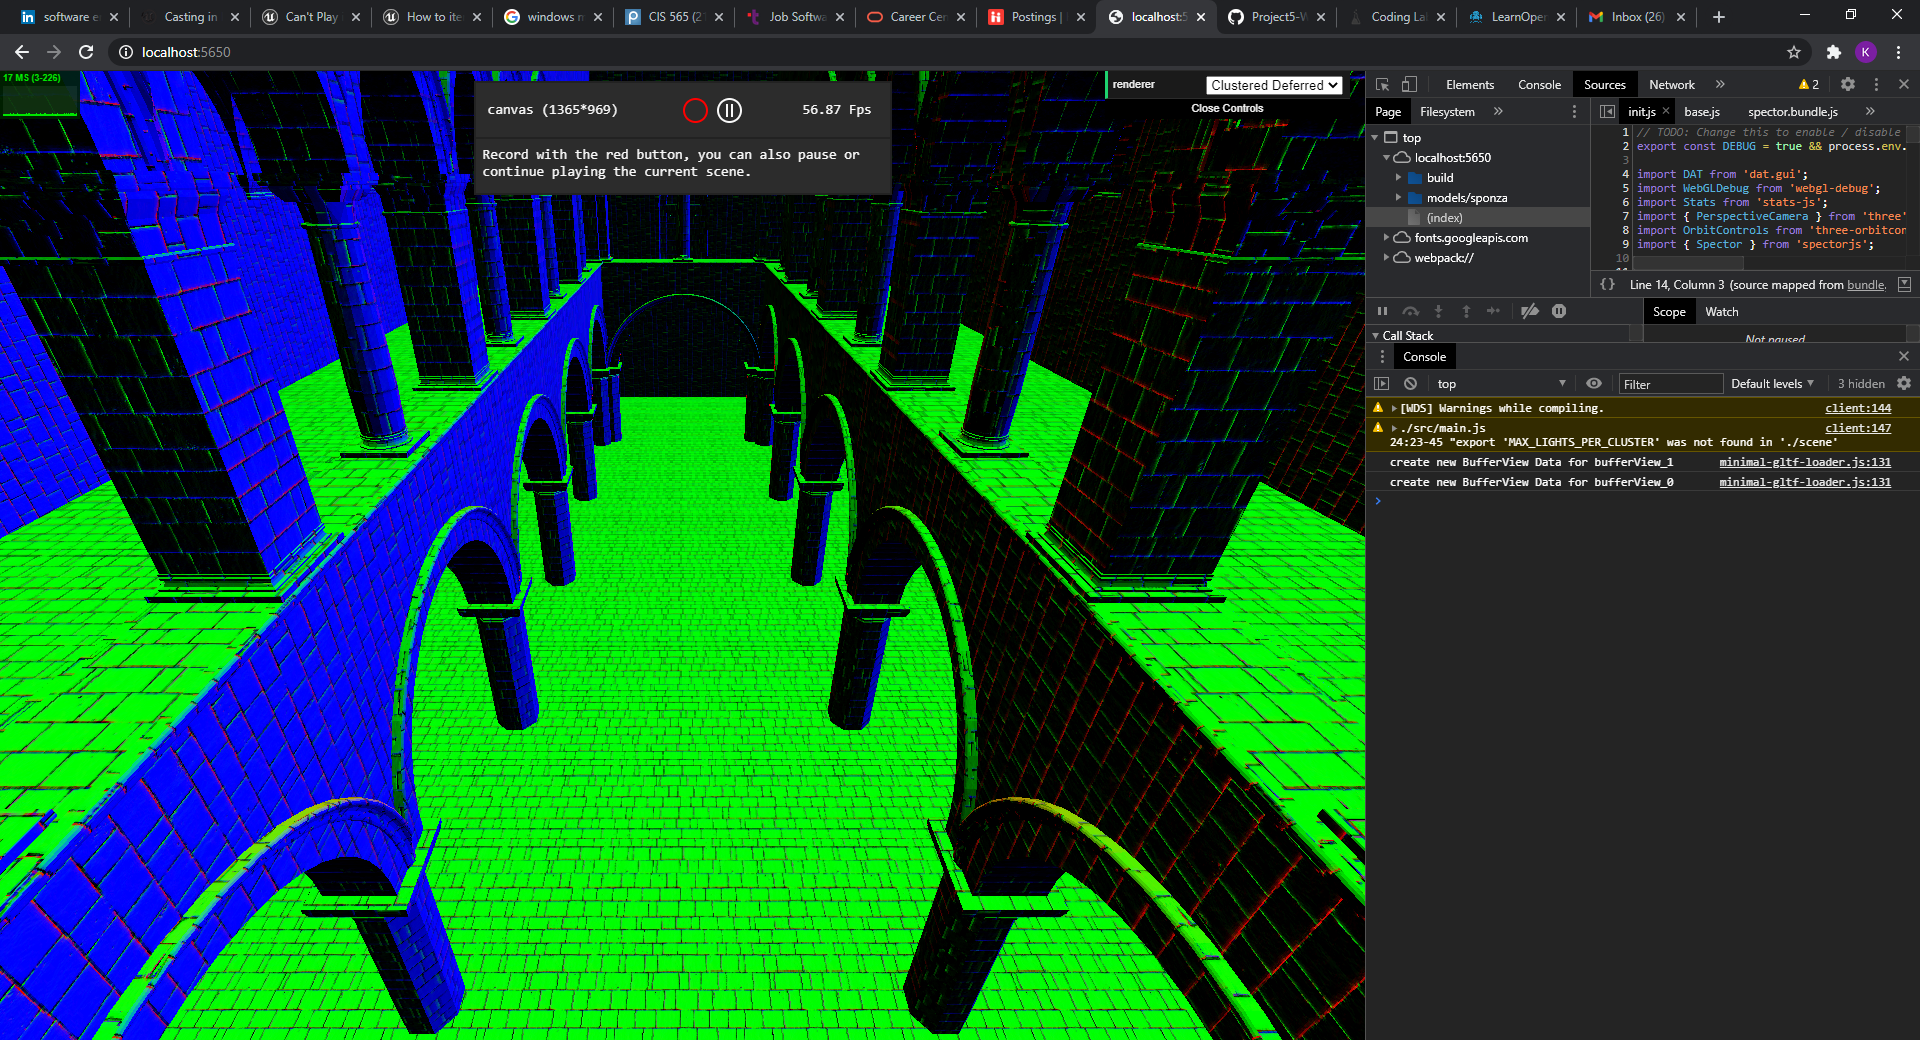 software e
Casting in
Can't Play
How to ite
windows n
CIS 565 (2
Job Softwa
Career Cen
Postings |
localhost:5
Project5-W
Coding La
LearnOper
Inbox (26)
localhost:5650
K
17 MS (3-226)
canvas (1365*969)
56.87 Fps
Record with the red button, you can also pause or
continue playing the current scene.
renderer
Clustered Deferred
Close Controls
Elements
Console
Sources
Network
»
2
Page
Filesystem
»
init.js
base.js
spector.bundle.js
»
top
localhost:5650
build
models/sponza
(index)
fonts.googleapis.com
webpack://
1 // TODO: Change this to enable / disable
2 export const DEBUG = true && process.env.
3
4 import DAT from 'dat.gui';
5 import WebGLDebug from 'webgl-debug';
6 import Stats from 'stats-js';
7 import { PerspectiveCamera } from 'three'
8 import OrbitControls from 'three-orbitcon
9 import { Spector } from 'spectorjs';
10
{} Line 14, Column 3 (source mapped from bundle.
Scope
Watch
Call Stack
Not paused
Console
top
Filter
Default levels
3 hidden
[WDS] Warnings while compiling.
client:144
./src/main.js
client:147
24:23-45 "export 'MAX_LIGHTS_PER_CLUSTER' was not found in './scene'
create new BufferView Data for bufferView_1
minimal-gltf-loader.js:131
create new BufferView Data for bufferView_0
minimal-gltf-loader.js:131